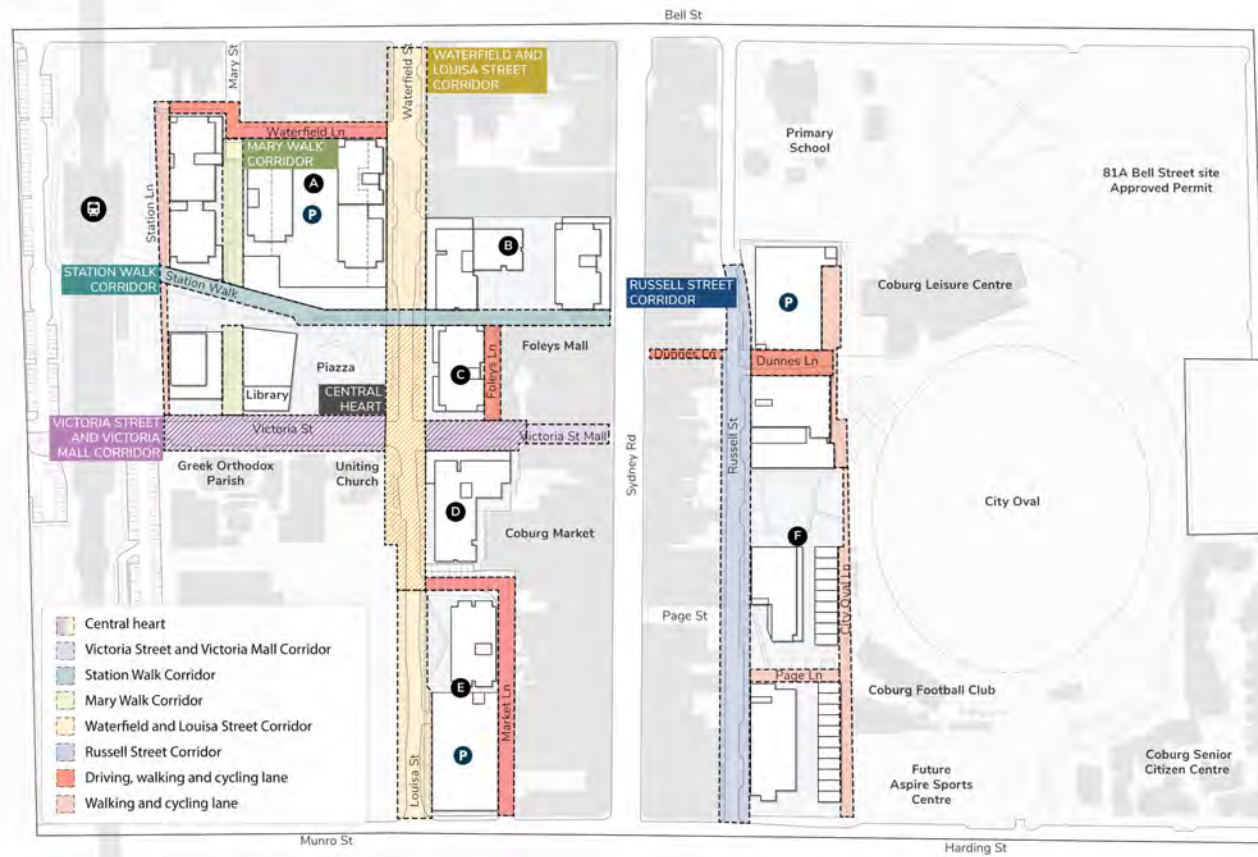 Bell St
Mary St
Waterfield St
WATERFIELD AND
LOUISA STREET
CORRIDOR
Waterfield Ln
MARY WALK
CORRIDOR
A
P
Station Ln
Primary
School
81A Bell Street site
Approved Permit
B
STATION WALK
CORRIDOR
Station Walk
RUSSELL STREET
CORRIDOR
P
Coburg Leisure Centre
Foleys Mall
Dunnes Ln
Dunnes Ln
Piazza
Library
C
Foleys Ln
CENTRAL
HEART
VICTORIA STREET
AND VICTORIA
MALL CORRIDOR
Victoria St
Victoria St Mall
Greek Orthodox
Parish
Uniting
Church
Sydney Rd
Russell St
D
Coburg Market
City Oval
F
City Oval Ln
Page St
Page Ln
E
Market Ln
P
Louisa St
Coburg Football Club
Future
Aspire Sports
Centre
Coburg Senior
Citizen Centre
Central heart
Victoria Street and Victoria Mall Corridor
Station Walk Corridor
Mary Walk Corridor
Waterfield and Louisa Street Corridor
Russell Street Corridor
Driving, walking and cycling lane
Walking and cycling lane
Munro St
Harding St